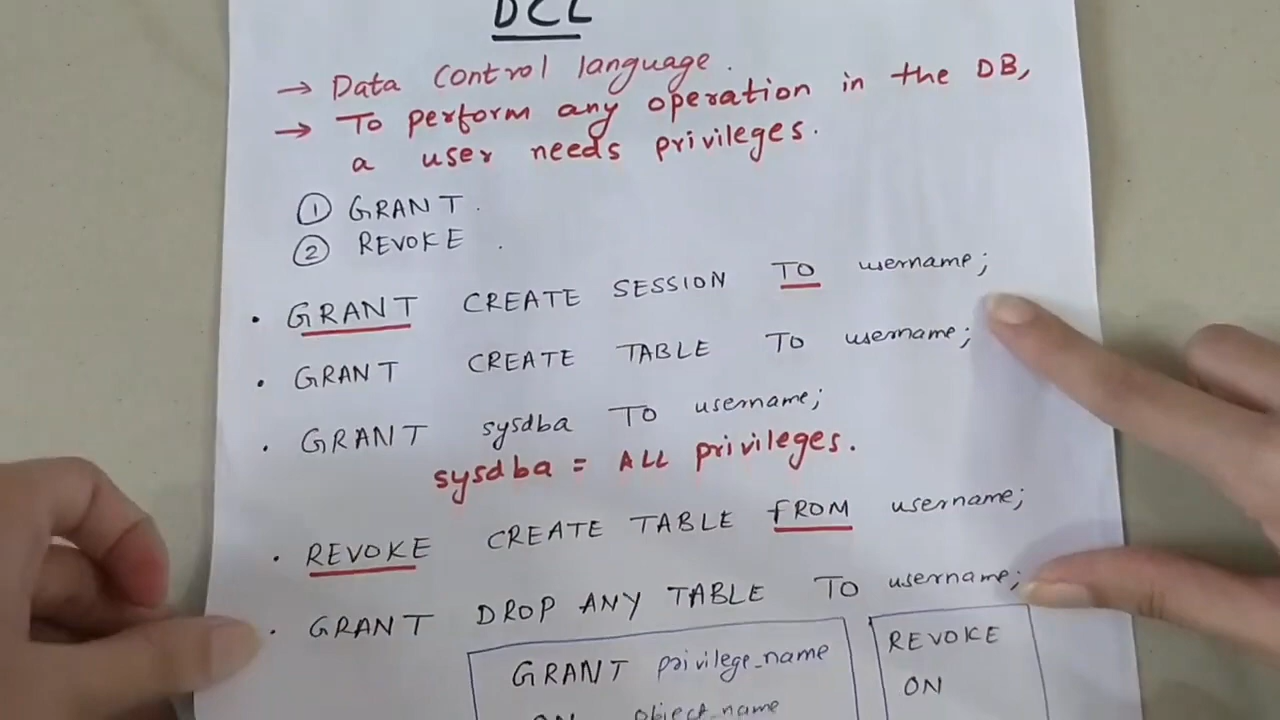 DCL
→ Data Control language.
→ To perform any operation in the DB,
a user needs privileges.
① GRANT.
② REVOKE.
• GRANT CREATE SESSION TO username;
• GRANT CREATE TABLE TO username;
• GRANT sysdba TO username;
sysdba = ALL privileges.
• REVOKE CREATE TABLE FROM username;
• GRANT DROP ANY TABLE TO username;
GRANT privilege_name
ON object_name
REVOKE
ON